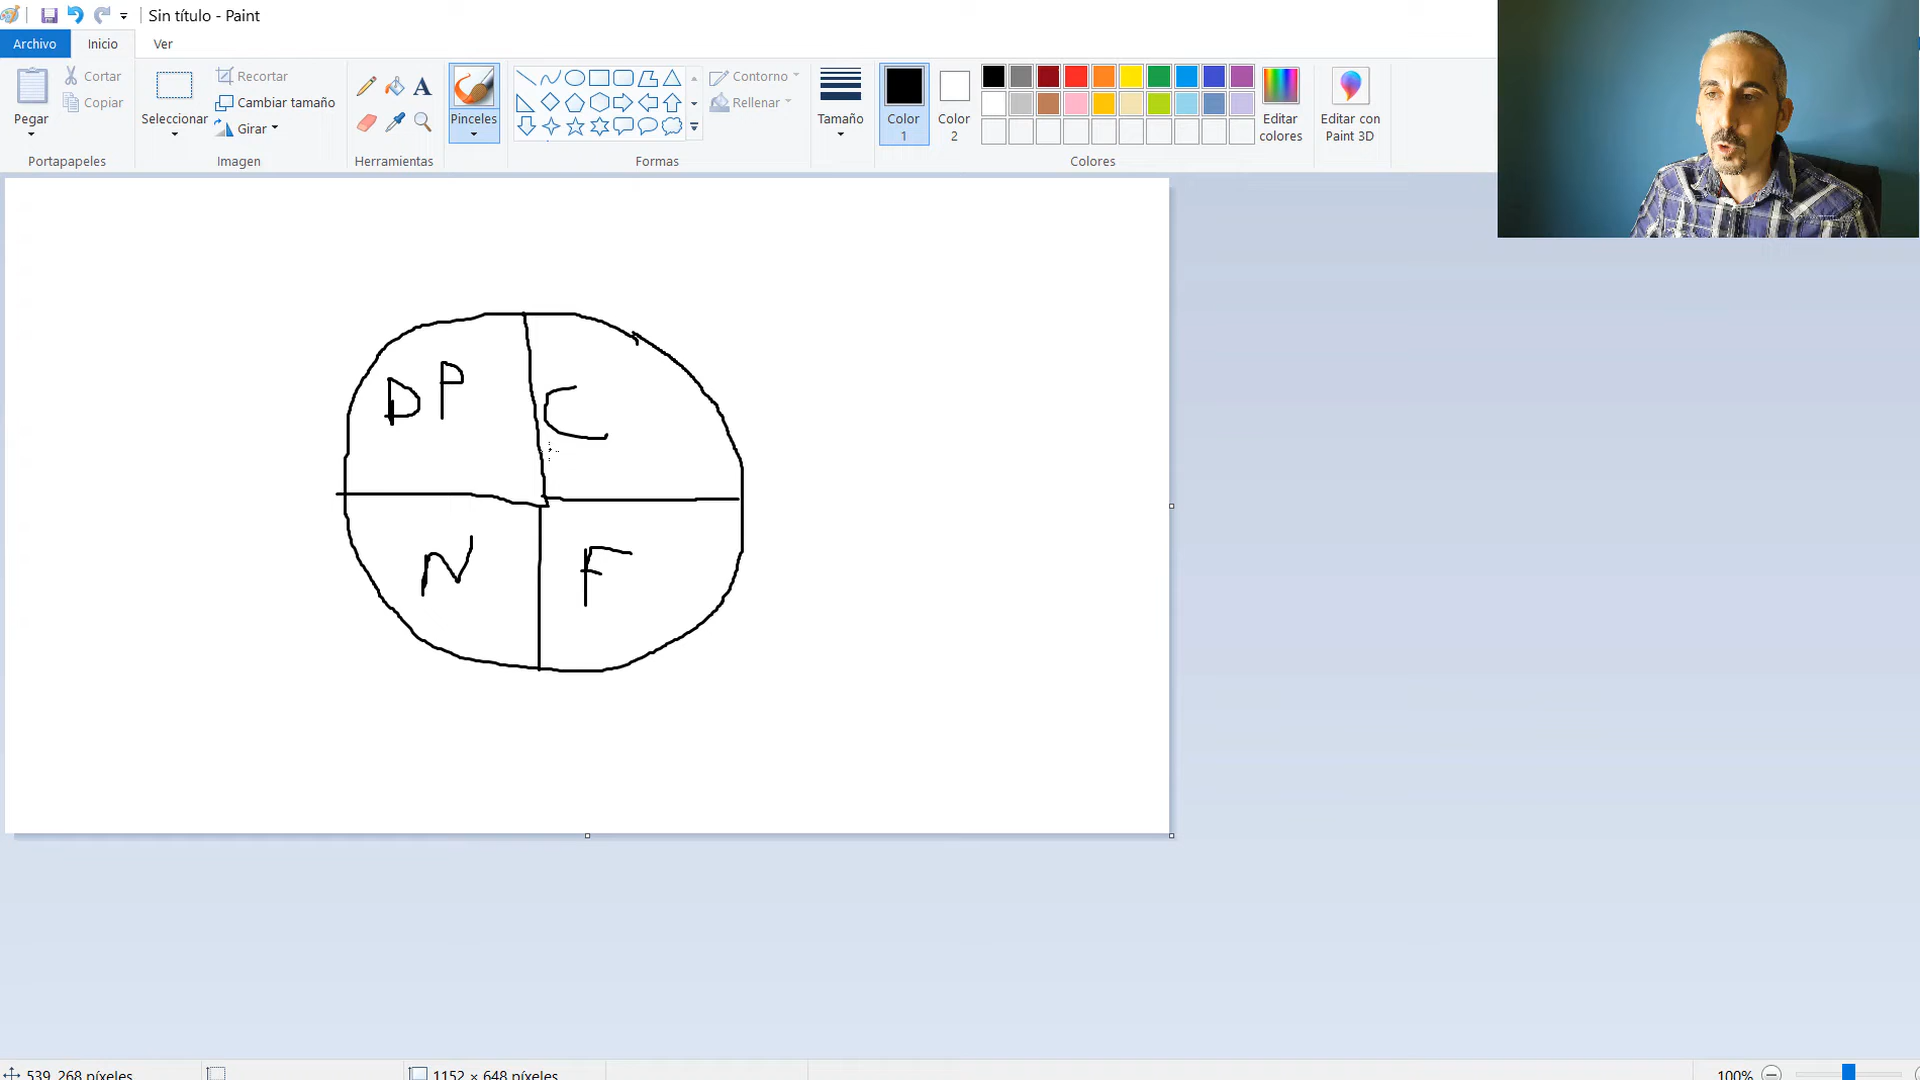 Sin título - Paint
Archivo Inicio Ver
Pegar
Cortar
Copiar
Portapapeles
Seleccionar
Recortar
Cambiar tamaño
Girar
Imagen
A
Herramientas
Pinceles
Contorno
Rellenar
Formas
Tamaño
Color 1
Color 2
Editar colores
Editar con Paint 3D
Colores
DP C
N F
539, 268 píxeles
1152 × 648 píxeles
100%